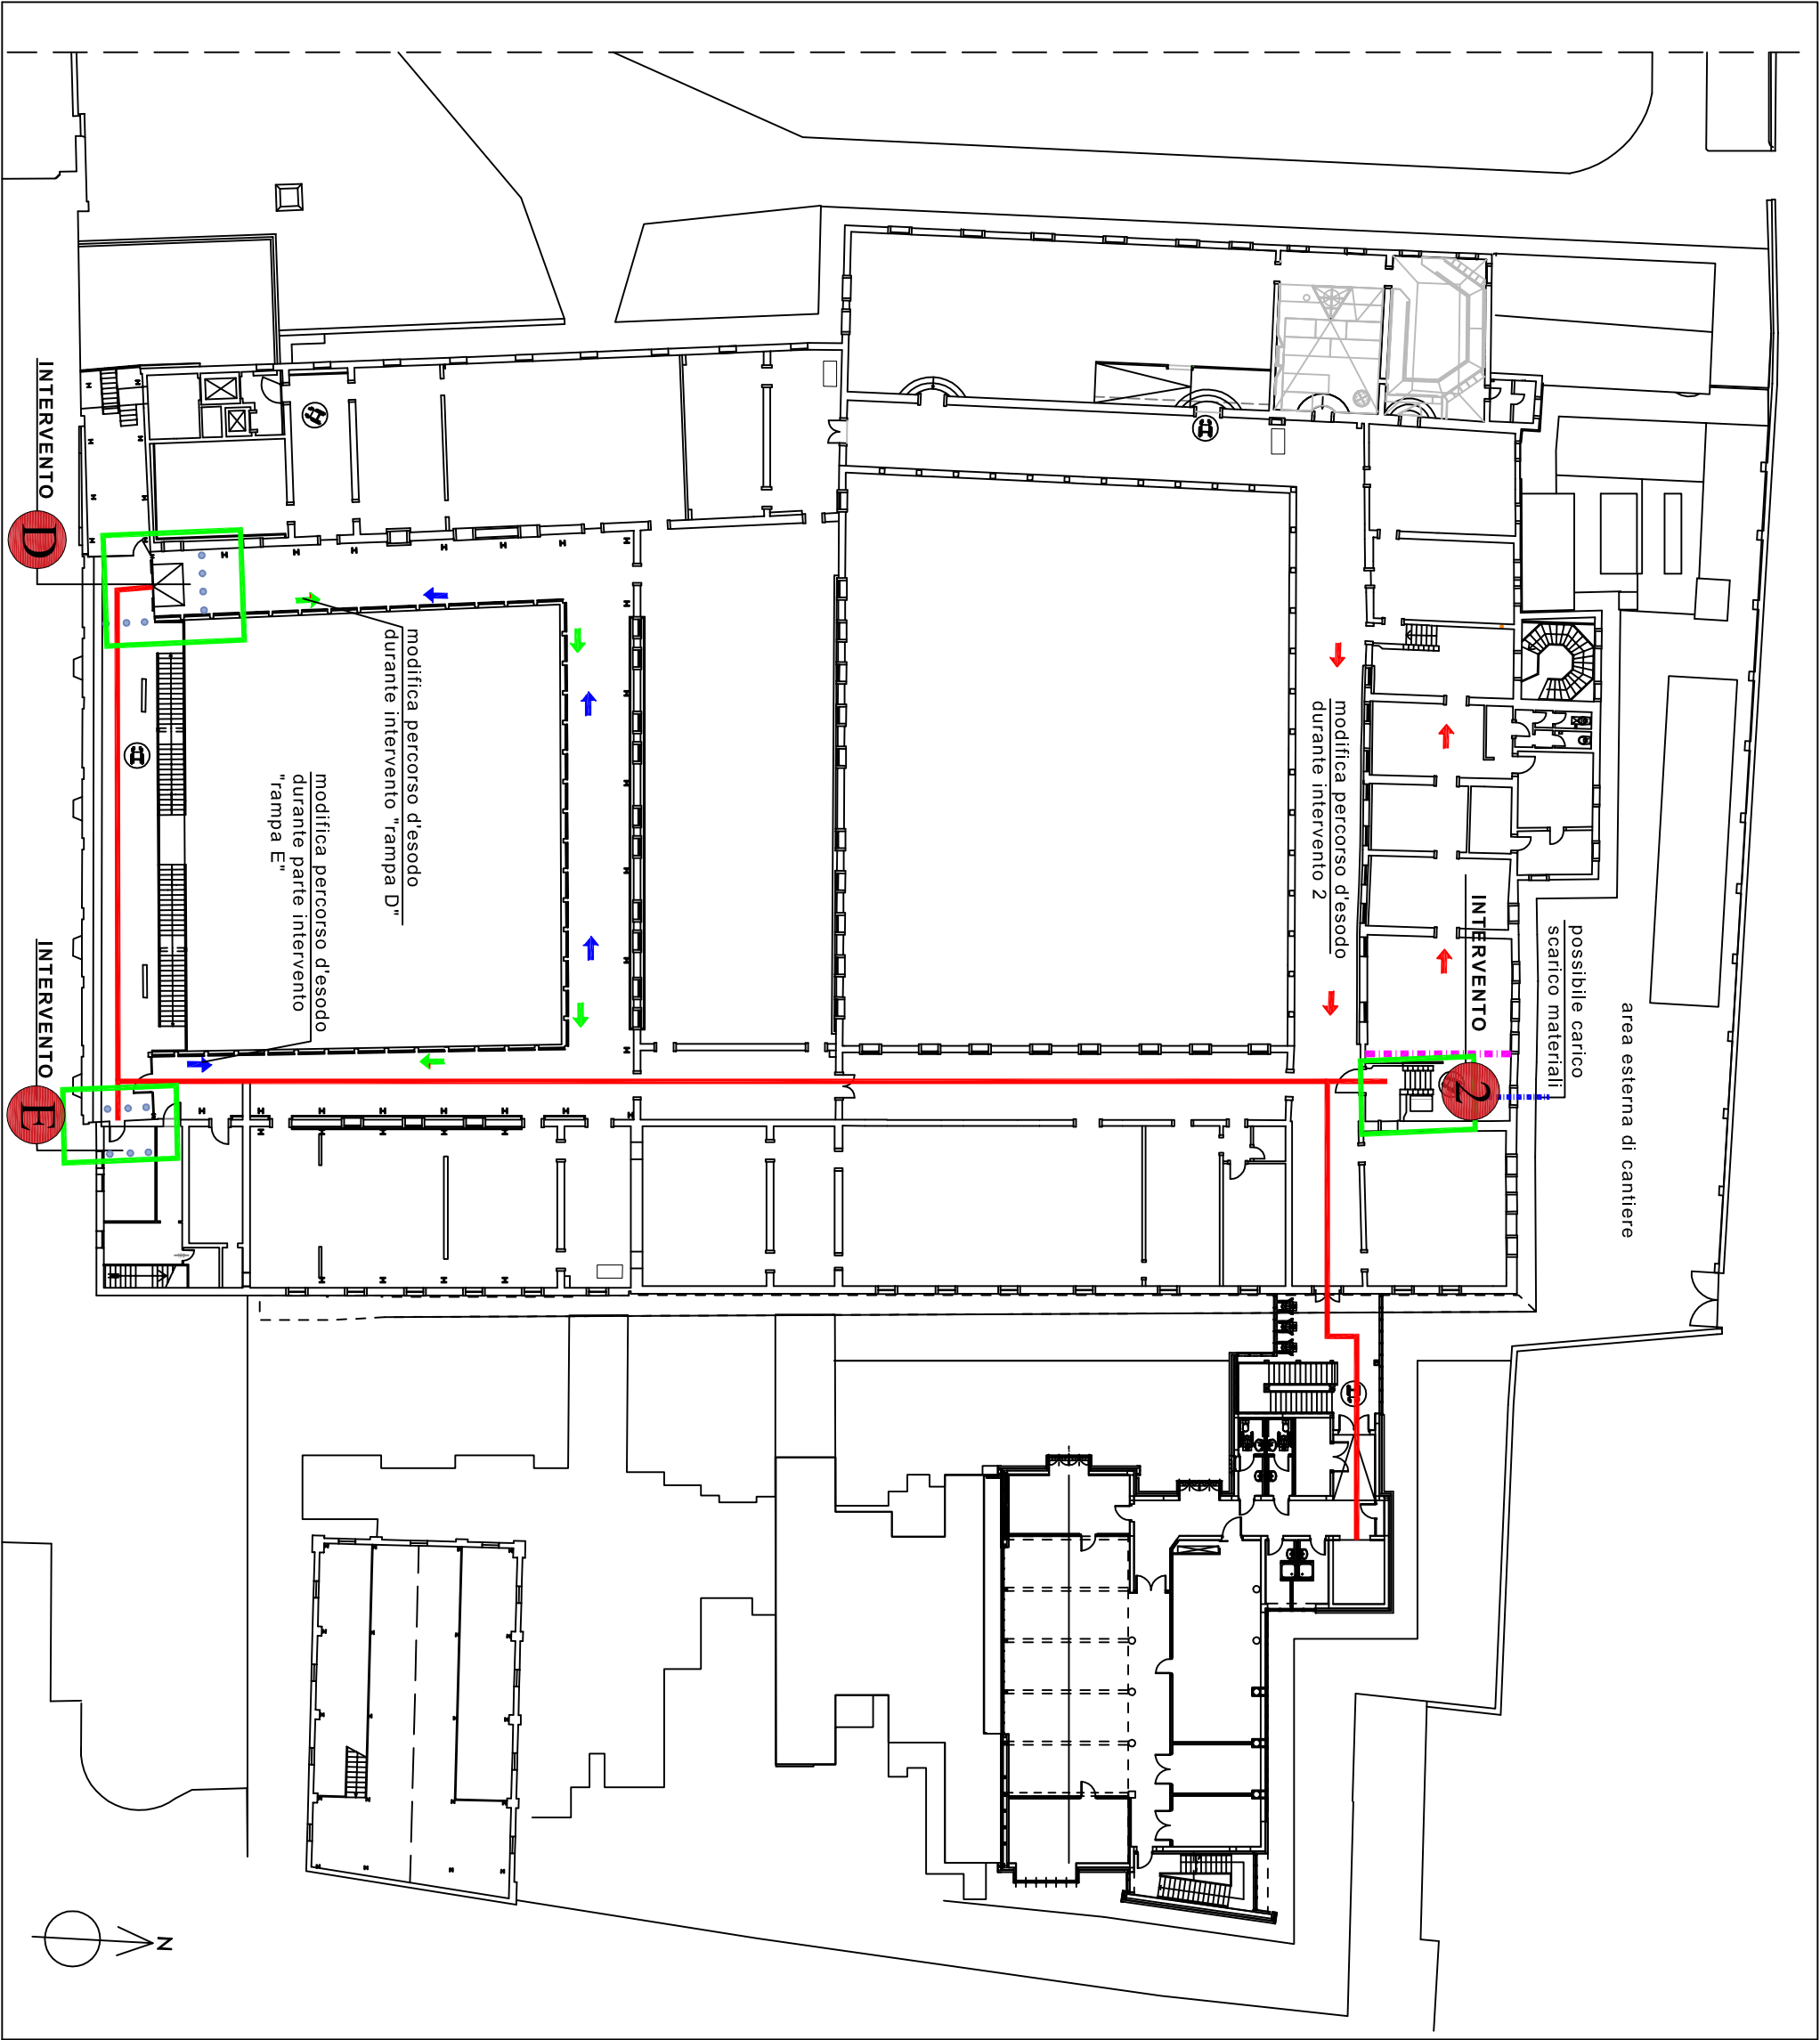 INTERVENTO
D
INTERVENTO
E
INTERVENTO
2
modifica percorso d'esodo
durante intervento "rampa D"
modifica percorso d'esodo
durante parte intervento
"rampa E"
modifica percorso d'esodo
durante intervento 2
possibile carico
scarico materiali
area esterna di cantiere
N